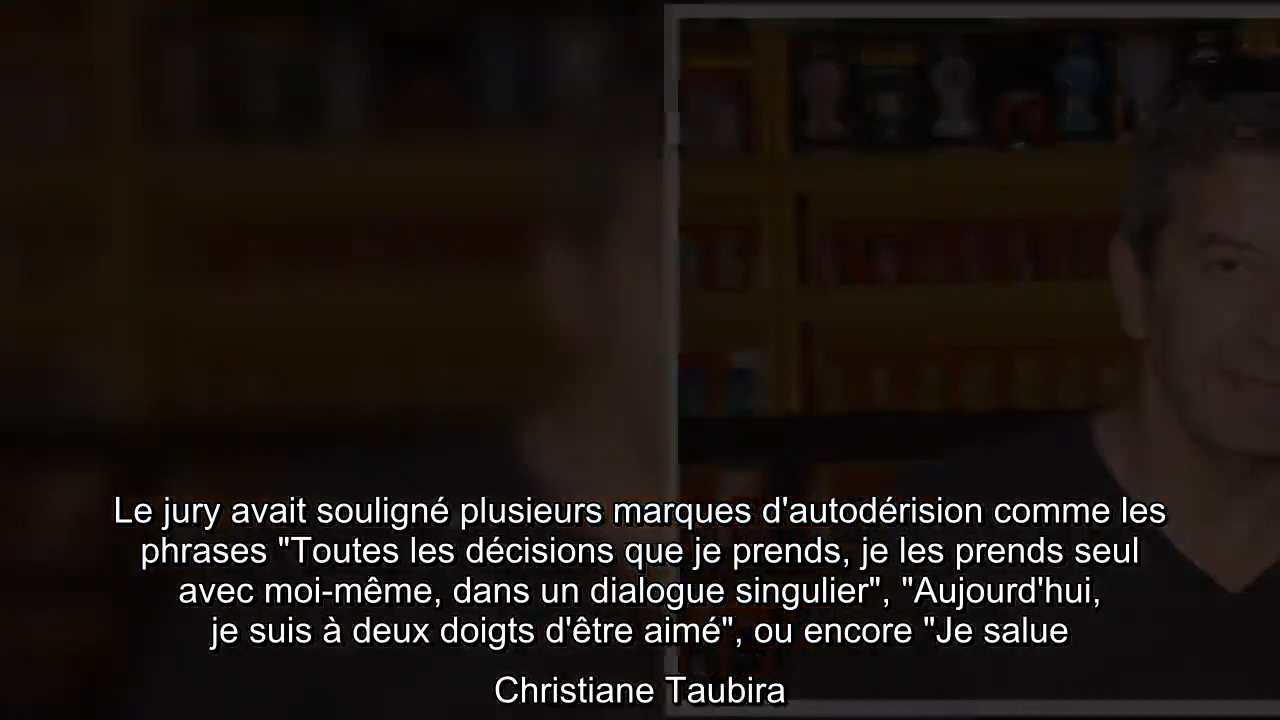 Le jury avait souligné plusieurs marques d'autodérision comme les
phrases "Toutes les décisions que je prends, je les prends seul
avec moi-même, dans un dialogue singulier", "Aujourd'hui,
je suis à deux doigts d'être aimé", ou encore "Je salue
Christiane Taubira